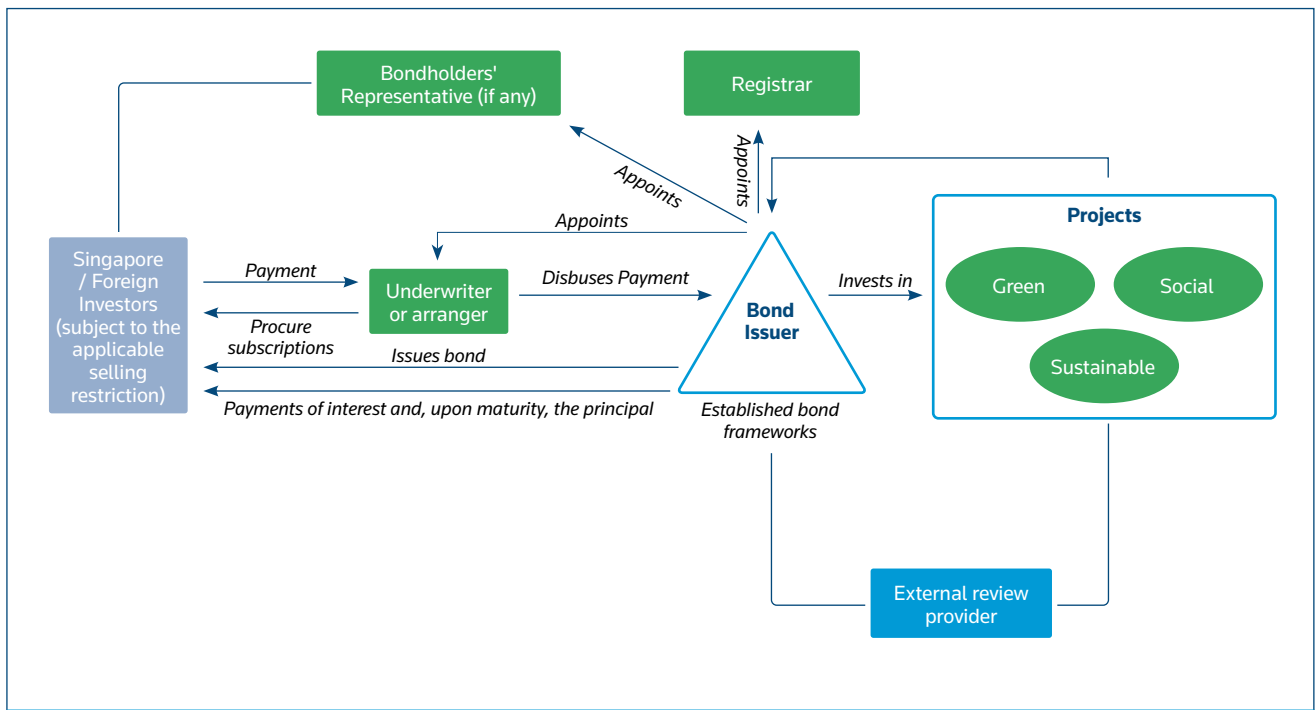 Bondholders'
Representative (if any)
Registrar
Appoints
Appoints
Projects
Appoints
Singapore
/ Foreign
Investors
(subject to the
applicable
selling
restriction)
Payment
Underwriter
or arranger
Disbuses Payment
Bond
Issuer
Invests in
Green
Social
Sustainable
Procure
subscriptions
Issues bond
Payments of interest and, upon maturity, the principal
Established bond
frameworks
External review
provider